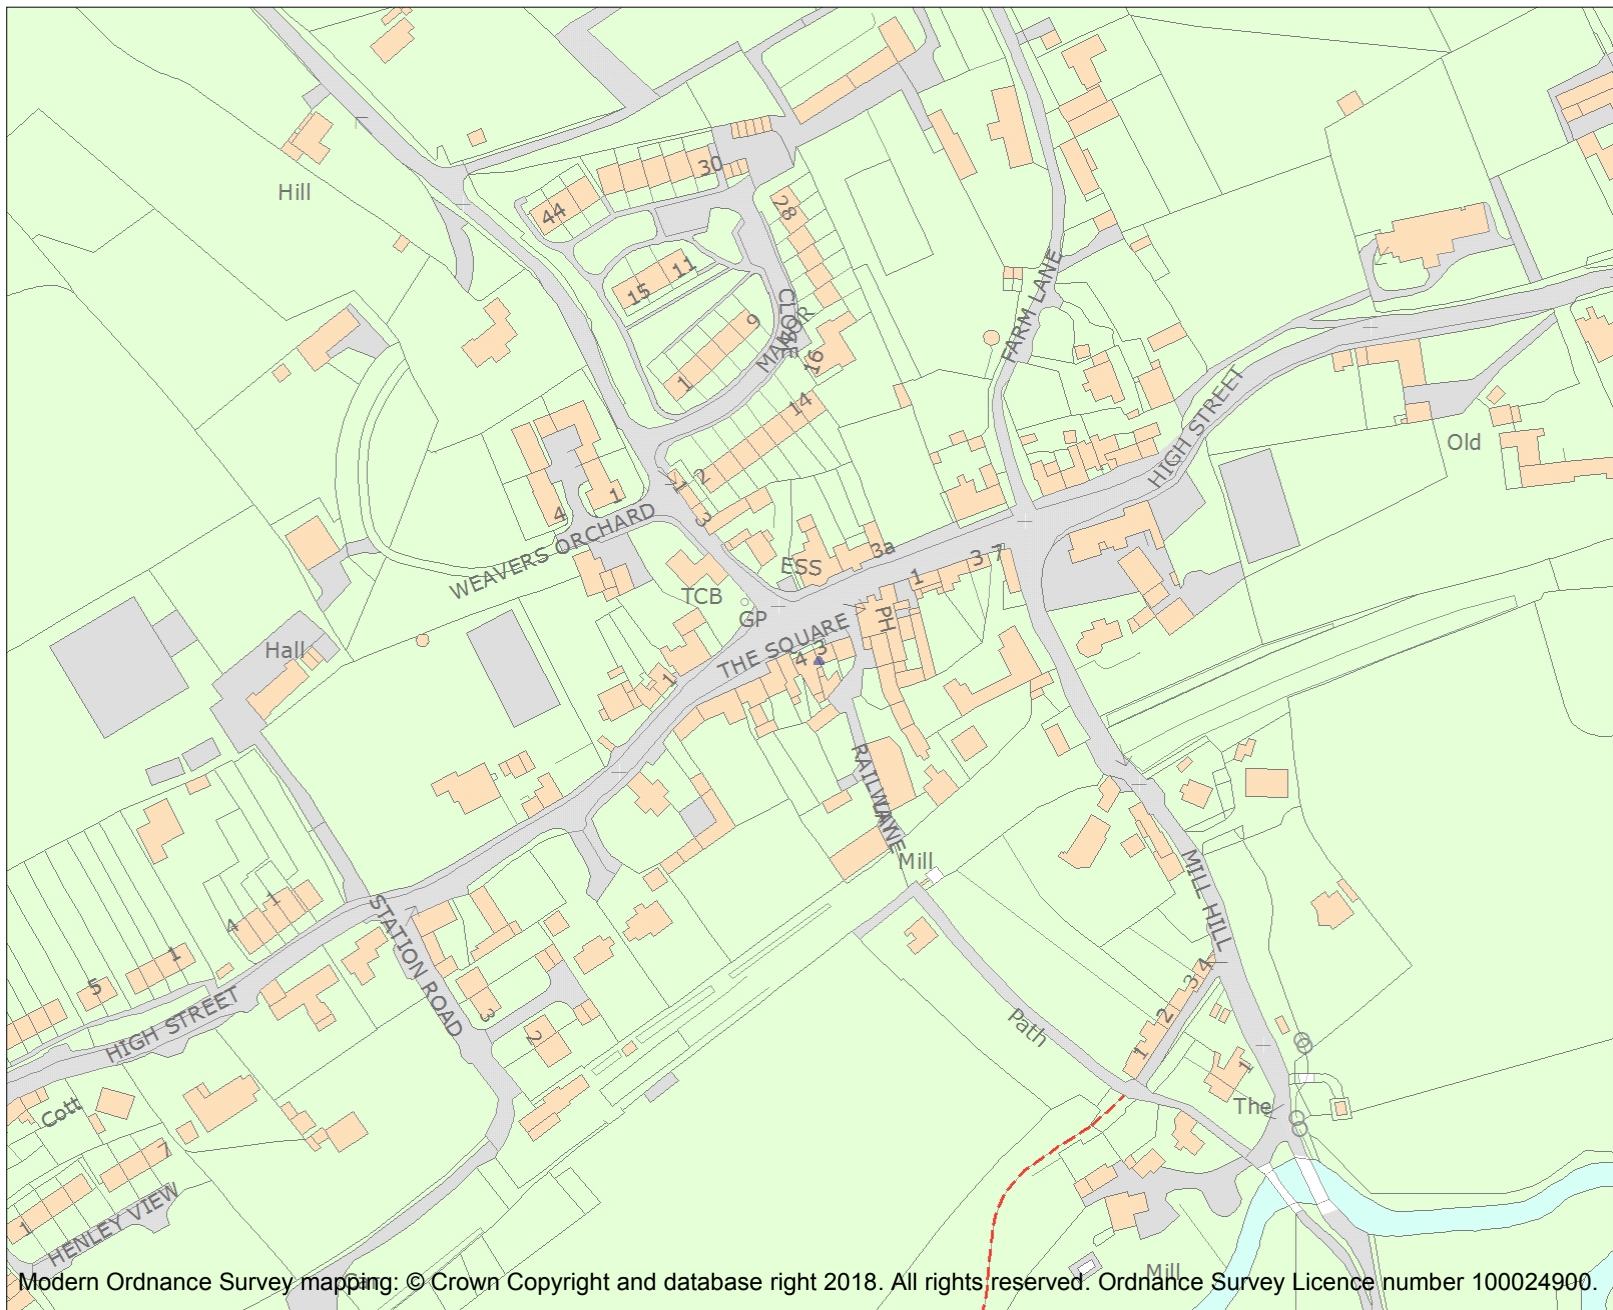 30
44
28
Hill
11
15
CLOSE
MANOR
9
16
1
14
FARM LANE
HIGH STREET
Old
2
1
3
1
4
WEAVERS ORCHARD
ESS
3a
3
7
1
TCB
GP
PH
THE SQUARE
3
4
1
Hall
RAILWAY
LANE
Mill
MILL HILL
1
4
1
5
STATION ROAD
HIGH STREET
3
2
4
3
2
1
Path
1
The
Cott
7
1
HENLEY VIEW
Mill
Car
Modern Ordnance Survey mapping: © Crown Copyright and database right 2018. All rights reserved. Ordnance Survey Licence number 100024900.